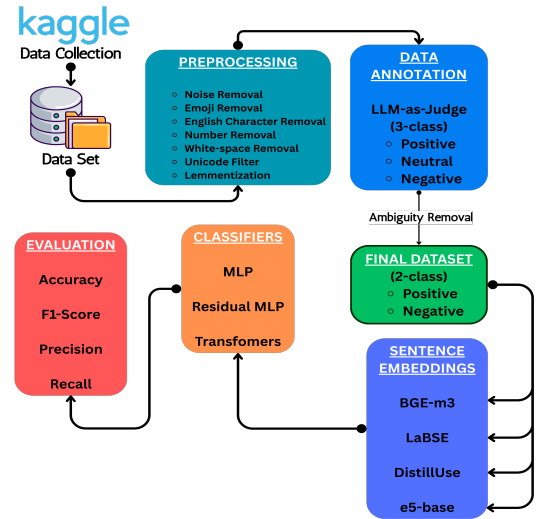 kaggle
Data Collection
Data Set
PREPROCESSING
Noise Removal
Emoji Removal
English Character Removal
Number Removal
White-space Removal
Unicode Filter
Lemmentization
DATA
ANNOTATION
LLM-as-Judge
(3-class)
Positive
Neutral
Negative
Ambiguity Removal
FINAL DATASET
(2-class)
Positive
Negative
SENTENCE
EMBEDDINGS
BGE-m3
LaBSE
DistillUse
e5-base
CLASSIFIERS
MLP
Residual MLP
Transfomers
EVALUATION
Accuracy
F1-Score
Precision
Recall